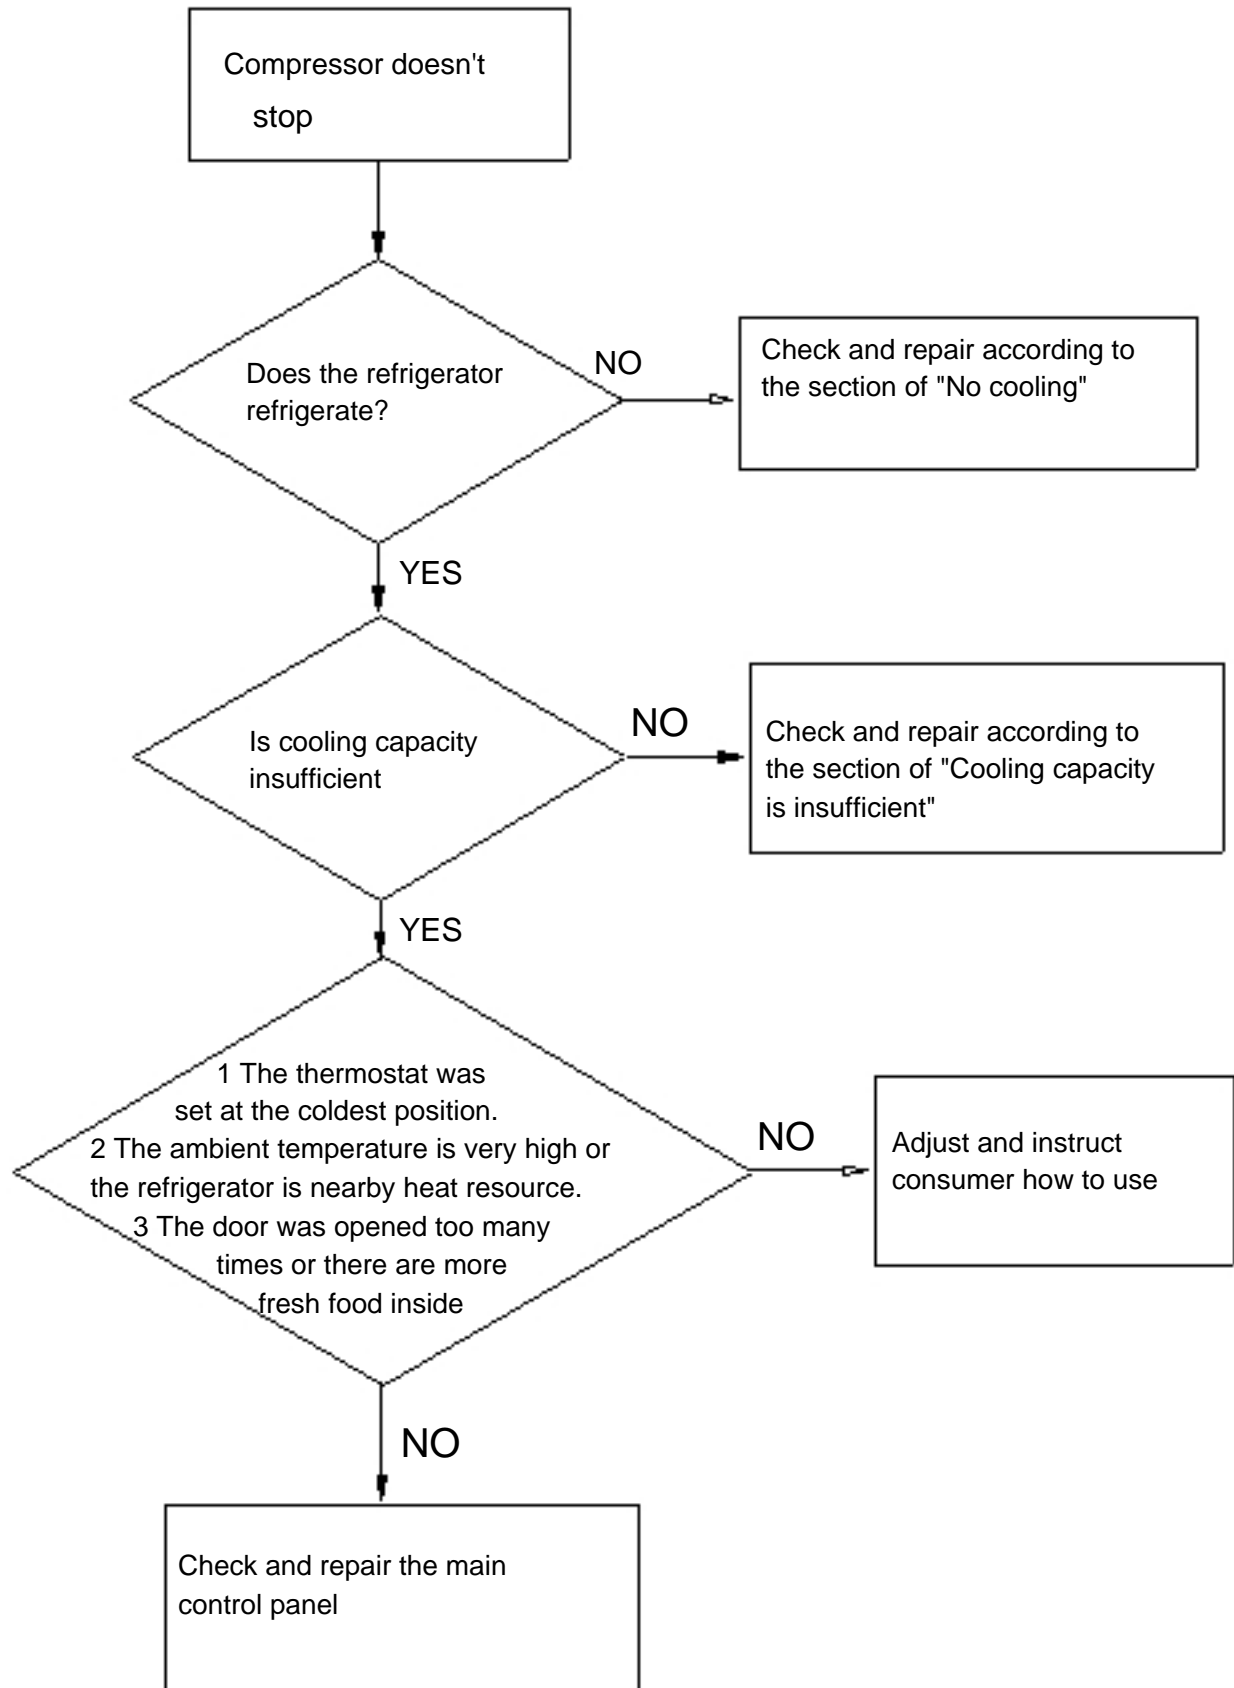 Compressor doesn't
stop
Does the refrigerator
refrigerate?
NO
Check and repair according to
the section of "No cooling"
YES
Is cooling capacity
insufficient
NO
Check and repair according to
the section of "Cooling capacity
is insufficient"
YES
1 The thermostat was
set at the coldest position.
2 The ambient temperature is very high or
the refrigerator is nearby heat resource.
3 The door was opened too many
times or there are more
fresh food inside
NO
Adjust and instruct
consumer how to use
NO
Check and repair the main
control panel